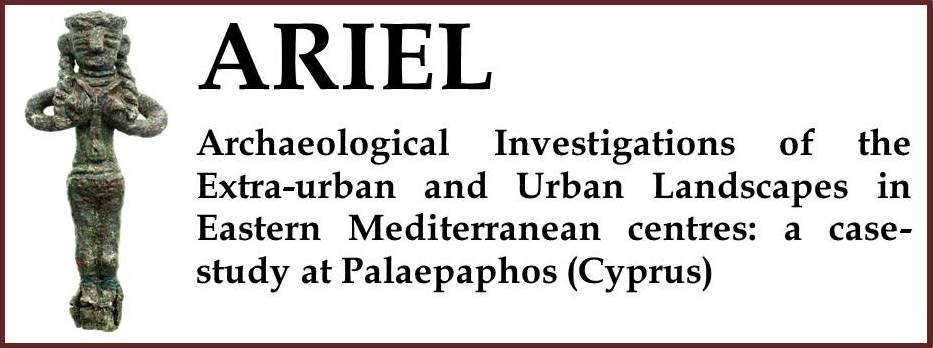 ARIEL
Archaeological Investigations of the
Extra-urban and Urban Landscapes in
Eastern Mediterranean centres: a case-
study at Palaepaphos (Cyprus)